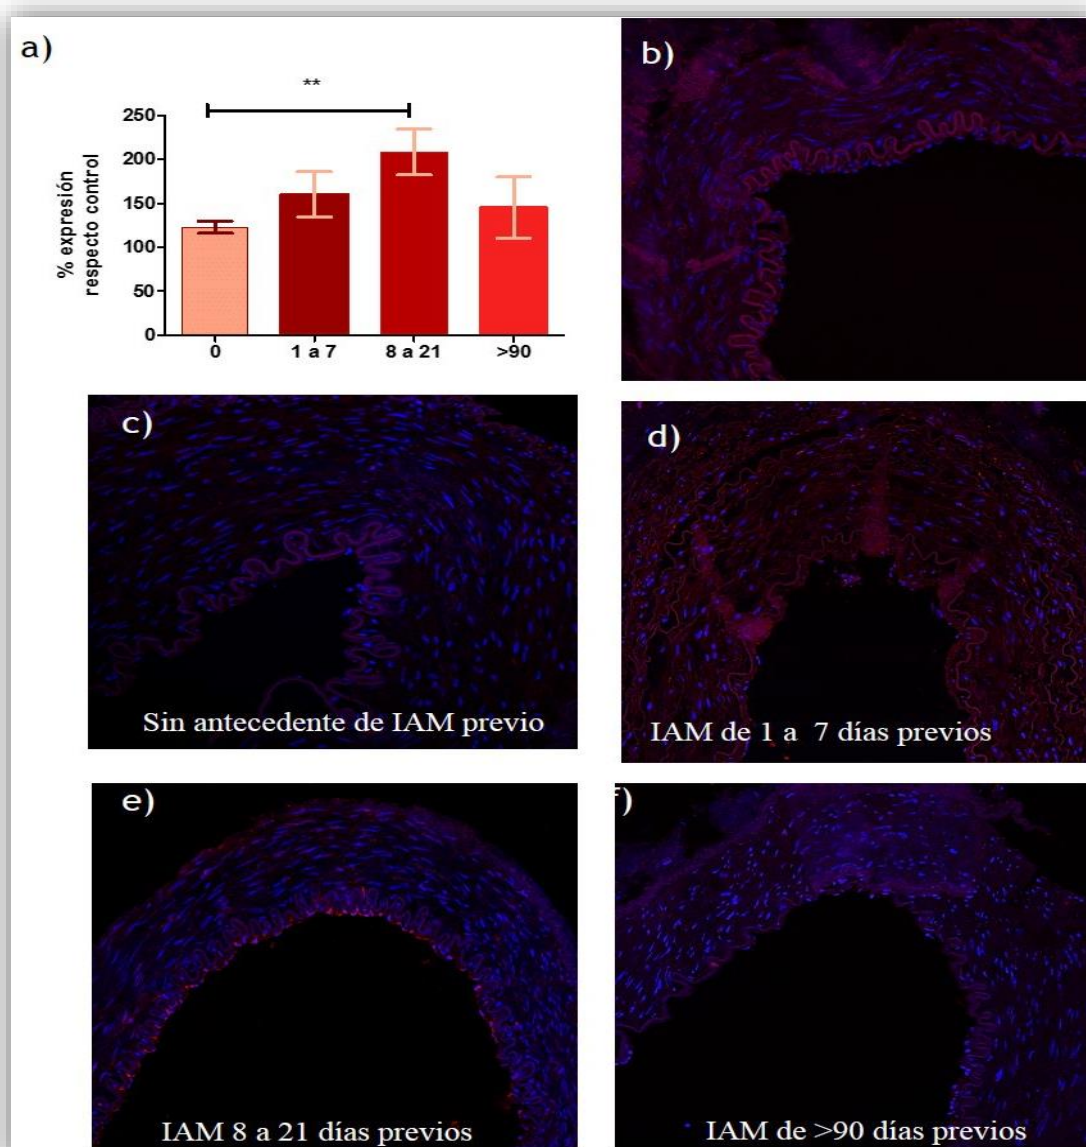 a)
**
250
200
150
100
50
0
% expresión
respecto control
0 1 a 7 8 a 21 >90
b)
c)
Sin antecedente de IAM previo
d)
IAM de 1 a 7 días previos
e)
IAM 8 a 21 días previos
f)
IAM de >90 días previos